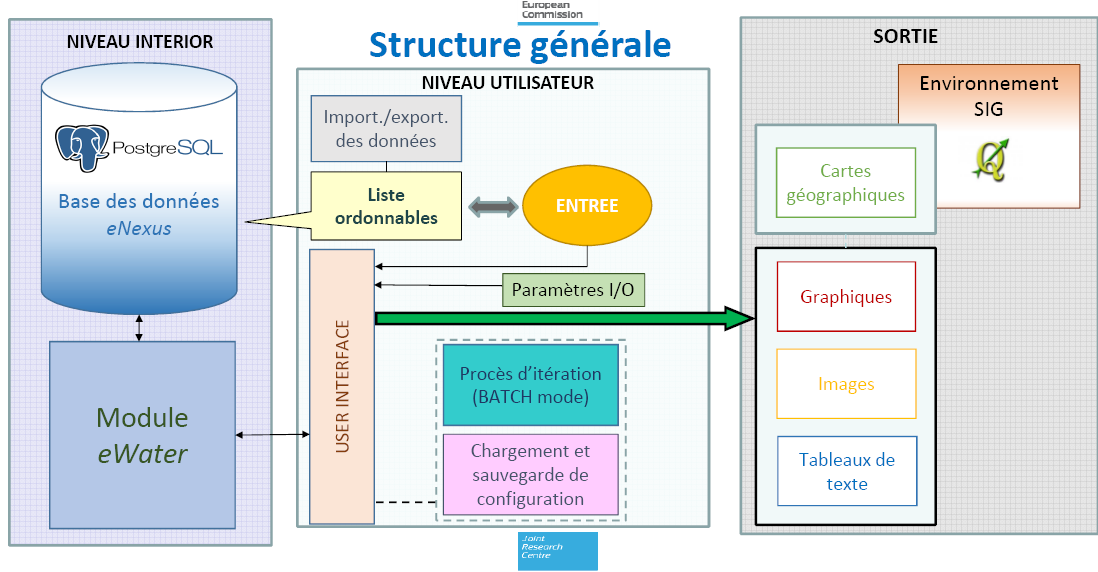 European
Commission
Structure générale
NIVEAU INTERIOR
PostgreSQL
Base des données
eNexus
Module
eWater
NIVEAU UTILISATEUR
Import./export.
des données
Liste
ordonnables
ENTREE
Paramètres I/O
USER INTERFACE
Procès d’itération
(BATCH mode)
Chargement et
sauvegarde de
configuration
SORTIE
Environnement
SIG
Cartes
géographiques
Graphiques
Images
Tableaux de
texte
Joint
Research
Centre